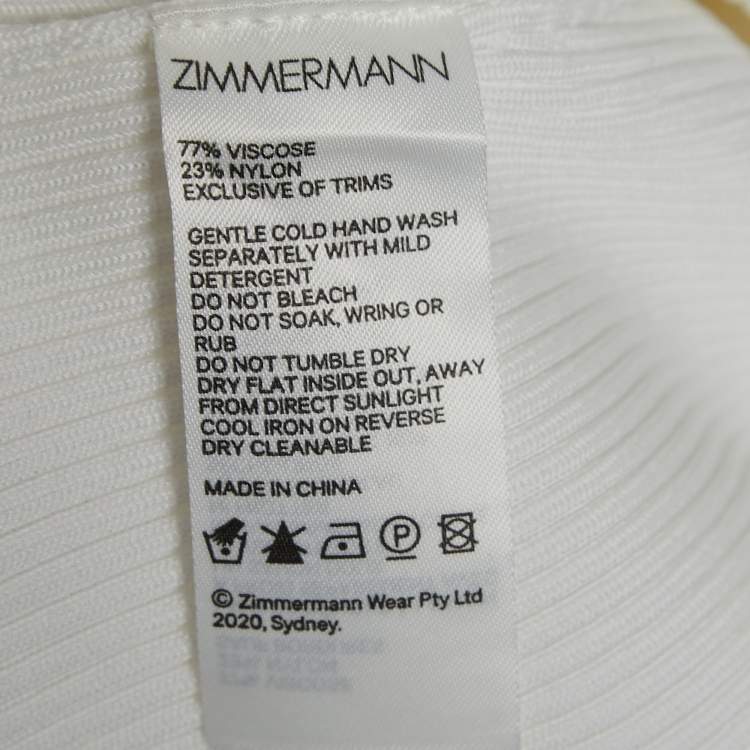 ZIMMERMANN
77% VISCOSE
23% NYLON
EXCLUSIVE OF TRIMS
GENTLE COLD HAND WASH
SEPARATELY WITH MILD
DETERGENT
DO NOT BLEACH
DO NOT SOAK, WRING OR
RUB
DO NOT TUMBLE DRY
DRY FLAT INSIDE OUT, AWAY
FROM DIRECT SUNLIGHT
COOL IRON ON REVERSE
DRY CLEANABLE
MADE IN CHINA
P
© Zimmermann Wear Pty Ltd
2020, Sydney.